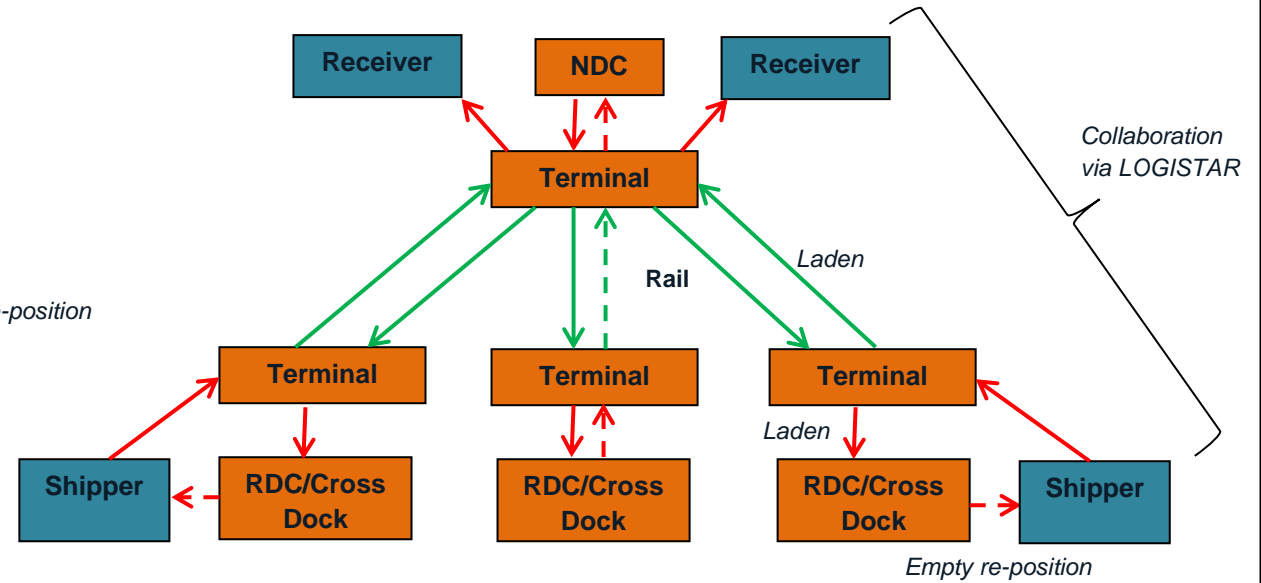 Receiver
NDC
Receiver
Collaboration
via LOGISTAR
Terminal
Laden
Rail
-position
Terminal
Terminal
Terminal
Laden
Shipper
RDC/Cross
Dock
RDC/Cross
Dock
RDC/Cross
Dock
Shipper
Empty re-position